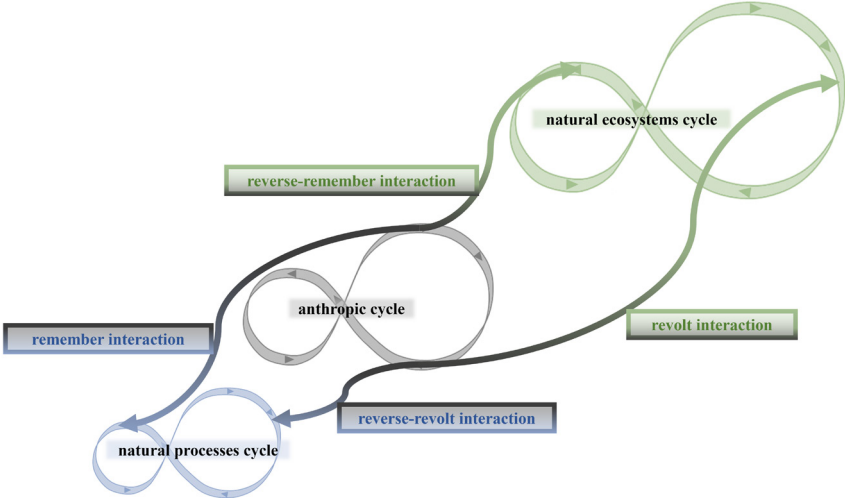 natural ecosystems cycle
reverse-remember interaction
anthropic cycle
revolt interaction
remember interaction
reverse-revolt interaction
natural processes cycle